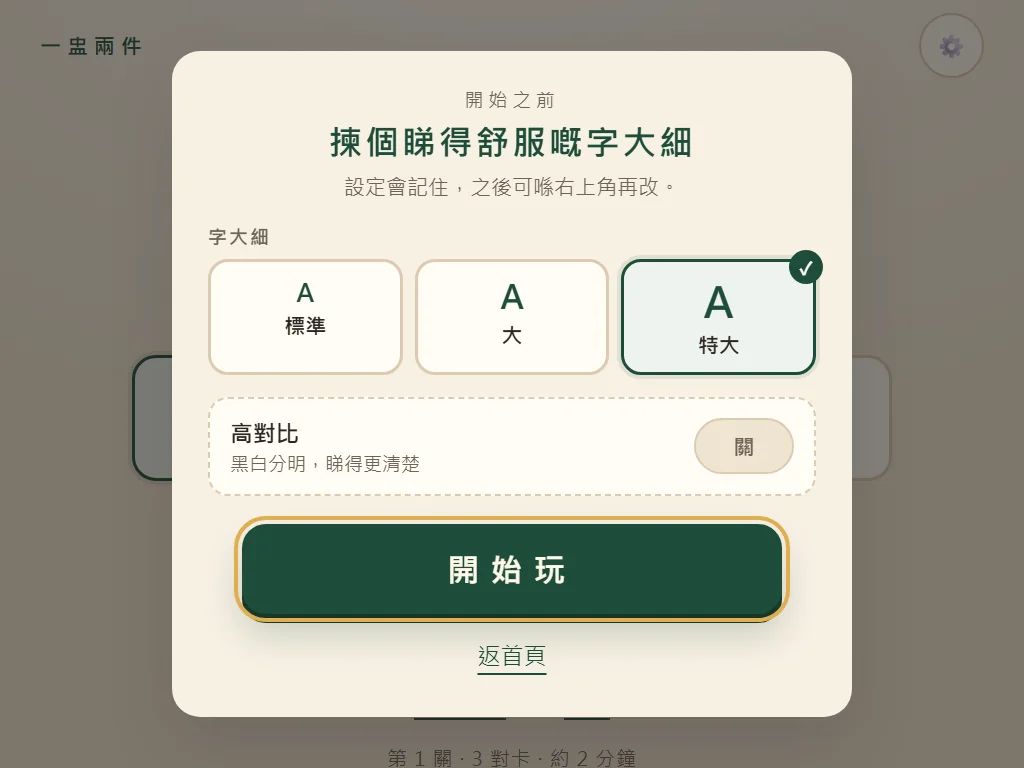 一盅兩件
開始之前
揀個睇得舒服嘅字大細
設定會記住，之後可喺右上角再改。
字大細
A
標準
A
大
A
特大
高對比
黑白分明，睇得更清楚
關
開始玩
返首頁
第 1 關 · 3 對卡 · 約 2 分鐘